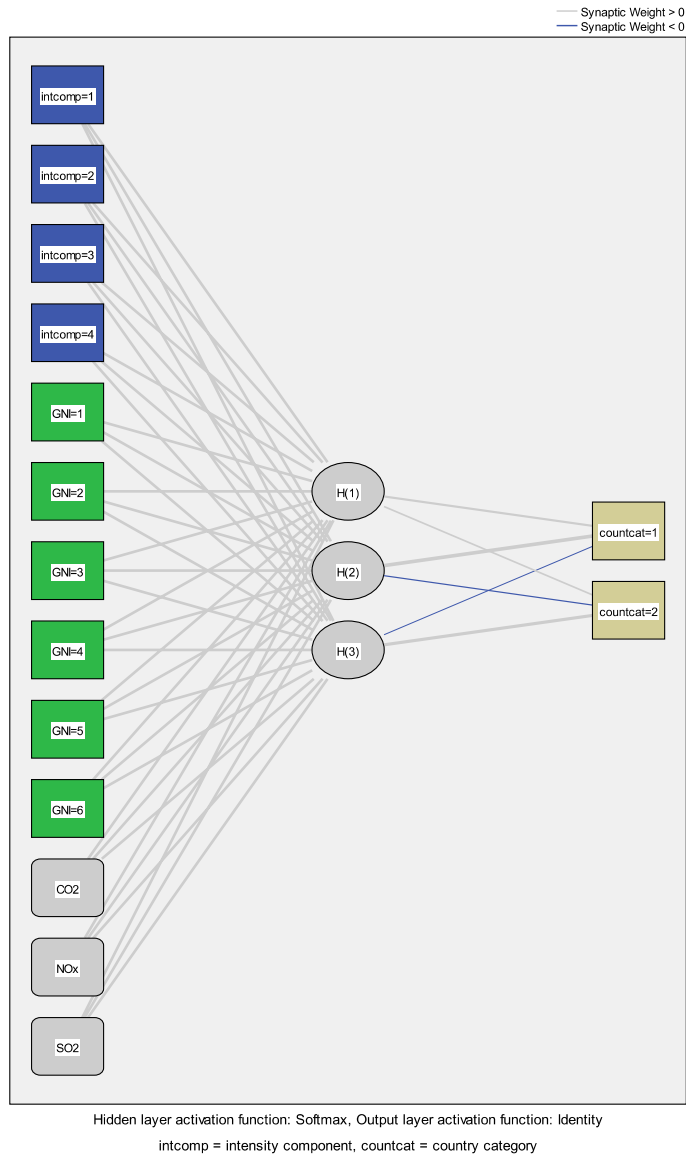 Synaptic Weight > 0
Synaptic Weight < 0
intcomp=1
intcomp=2
intcomp=3
intcomp=4
GNI=1
GNI=2
GNI=3
GNI=4
GNI=5
GNI=6
CO2
NOx
SO2
H(1)
H(2)
H(3)
countcat=1
countcat=2
Hidden layer activation function: Softmax, Output layer activation function: Identity
intcomp = intensity component, countcat = country category